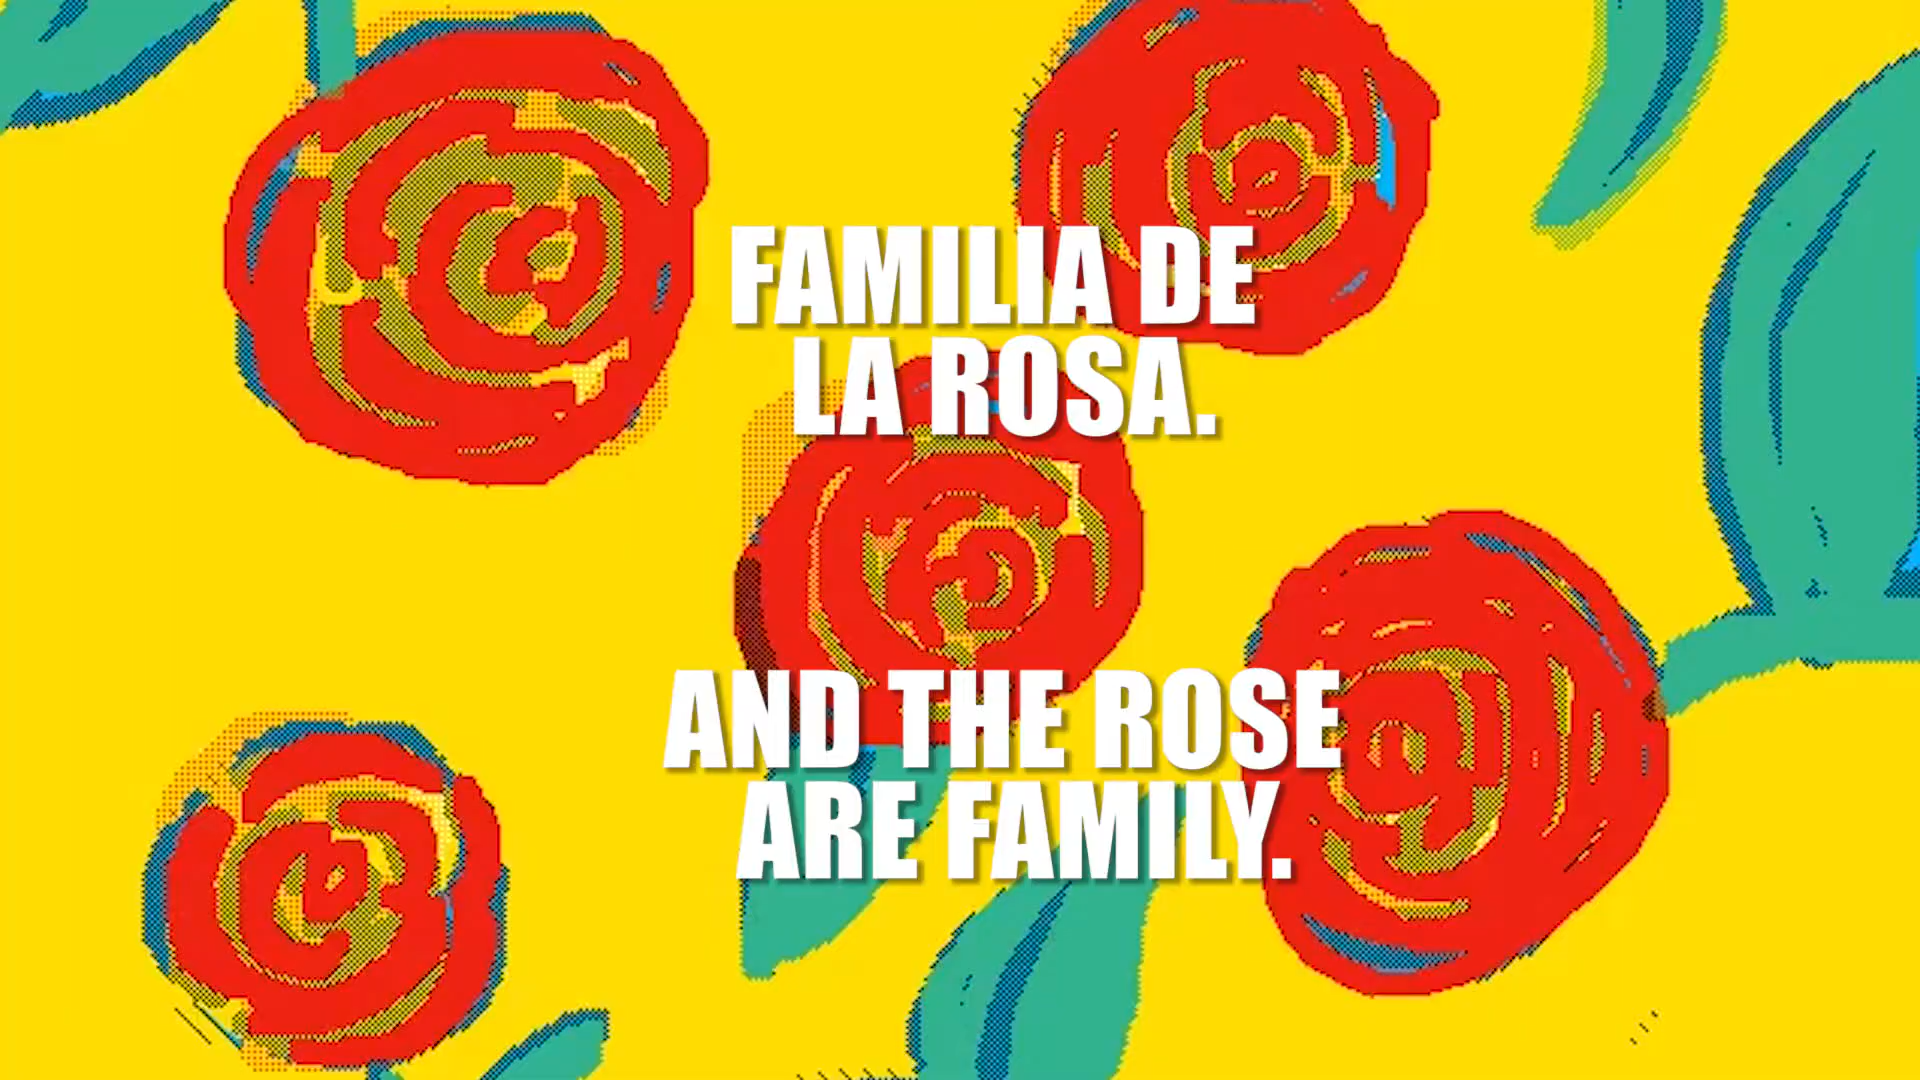 FAMILIA DE
LA ROSA.
AND THE ROSE
ARE FAMILY.